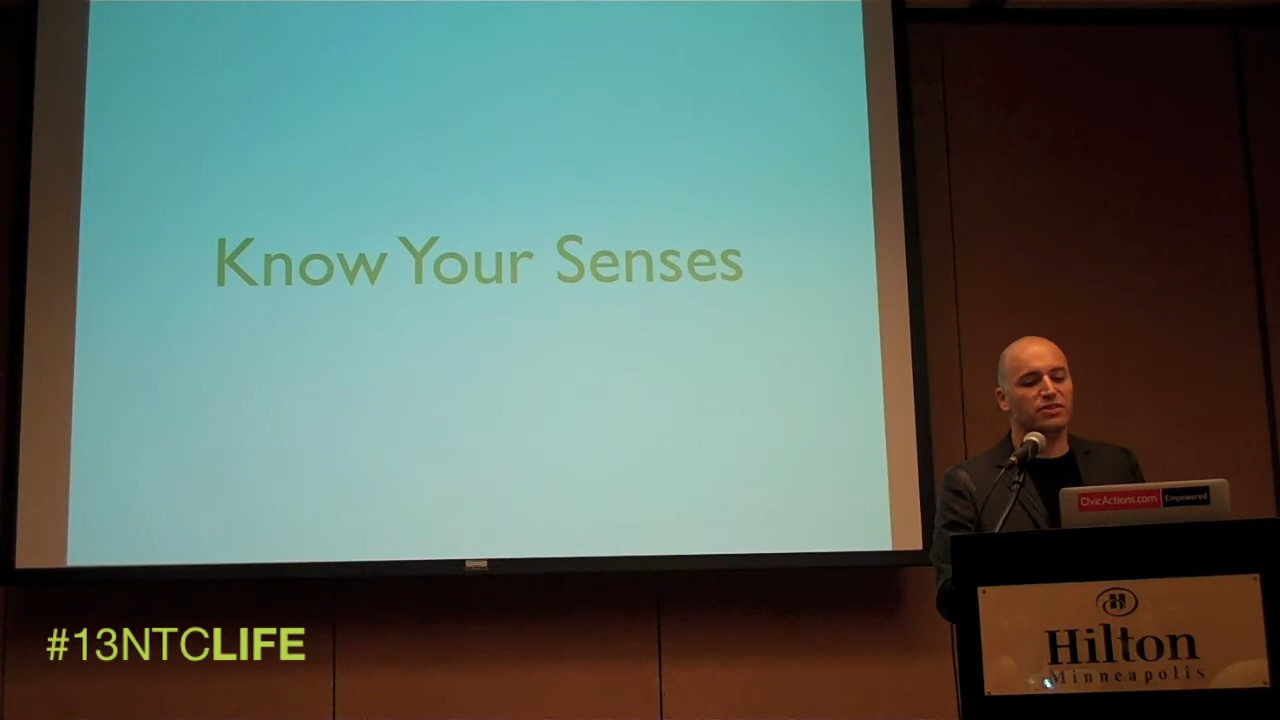 Know Your Senses
CivicActions.com Empowered
#13NTCLIFE
Hilton
Minneapolis